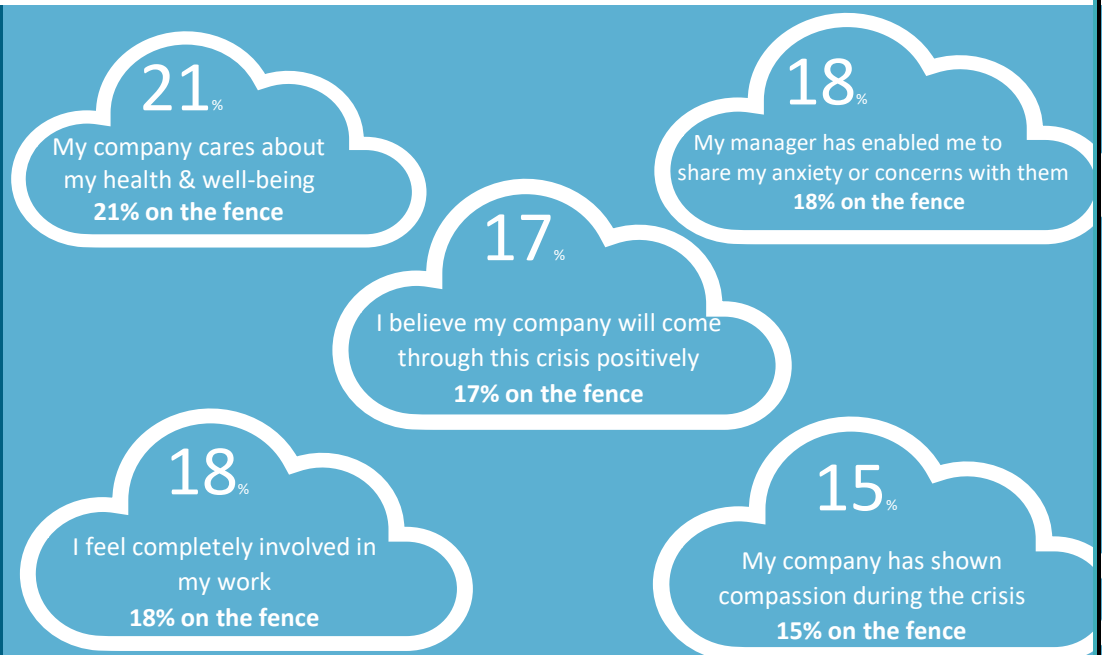 21%
My company cares about
my health & well-being
21% on the fence
18%
My manager has enabled me to
share my anxiety or concerns with them
18% on the fence
17%
I believe my company will come
through this crisis positively
17% on the fence
18%
I feel completely involved in
my work
18% on the fence
15%
My company has shown
compassion during the crisis
15% on the fence